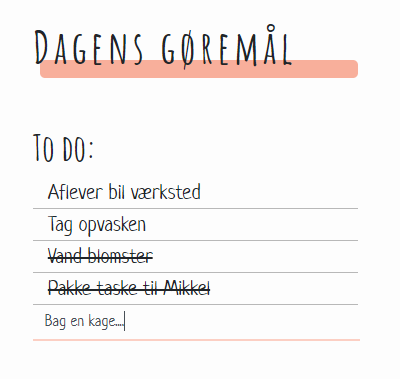 Dagens gøremål
To do:
Aflever bil værksted
Tag opvasken
Vand blomster
Pakke taske til Mikkel
Bag en kage....